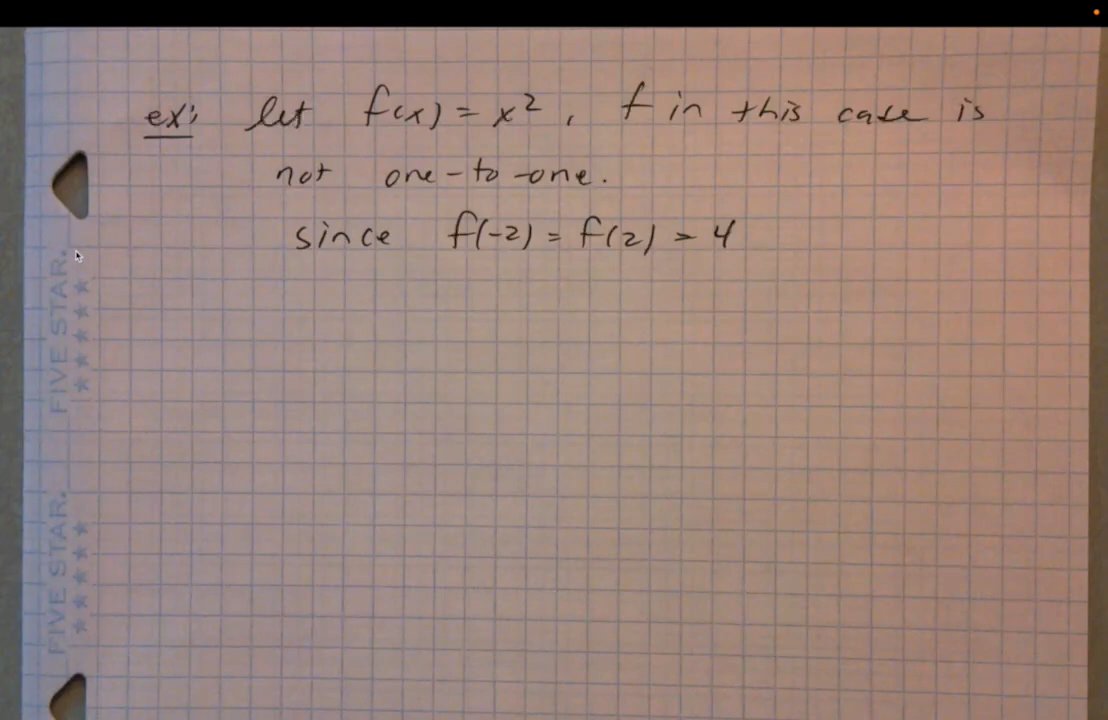 ex: let f(x) = x², f in this case is
not one-to-one.
since f(-2) = f(2) = 4
FIVE STAR.
FIVE STAR.